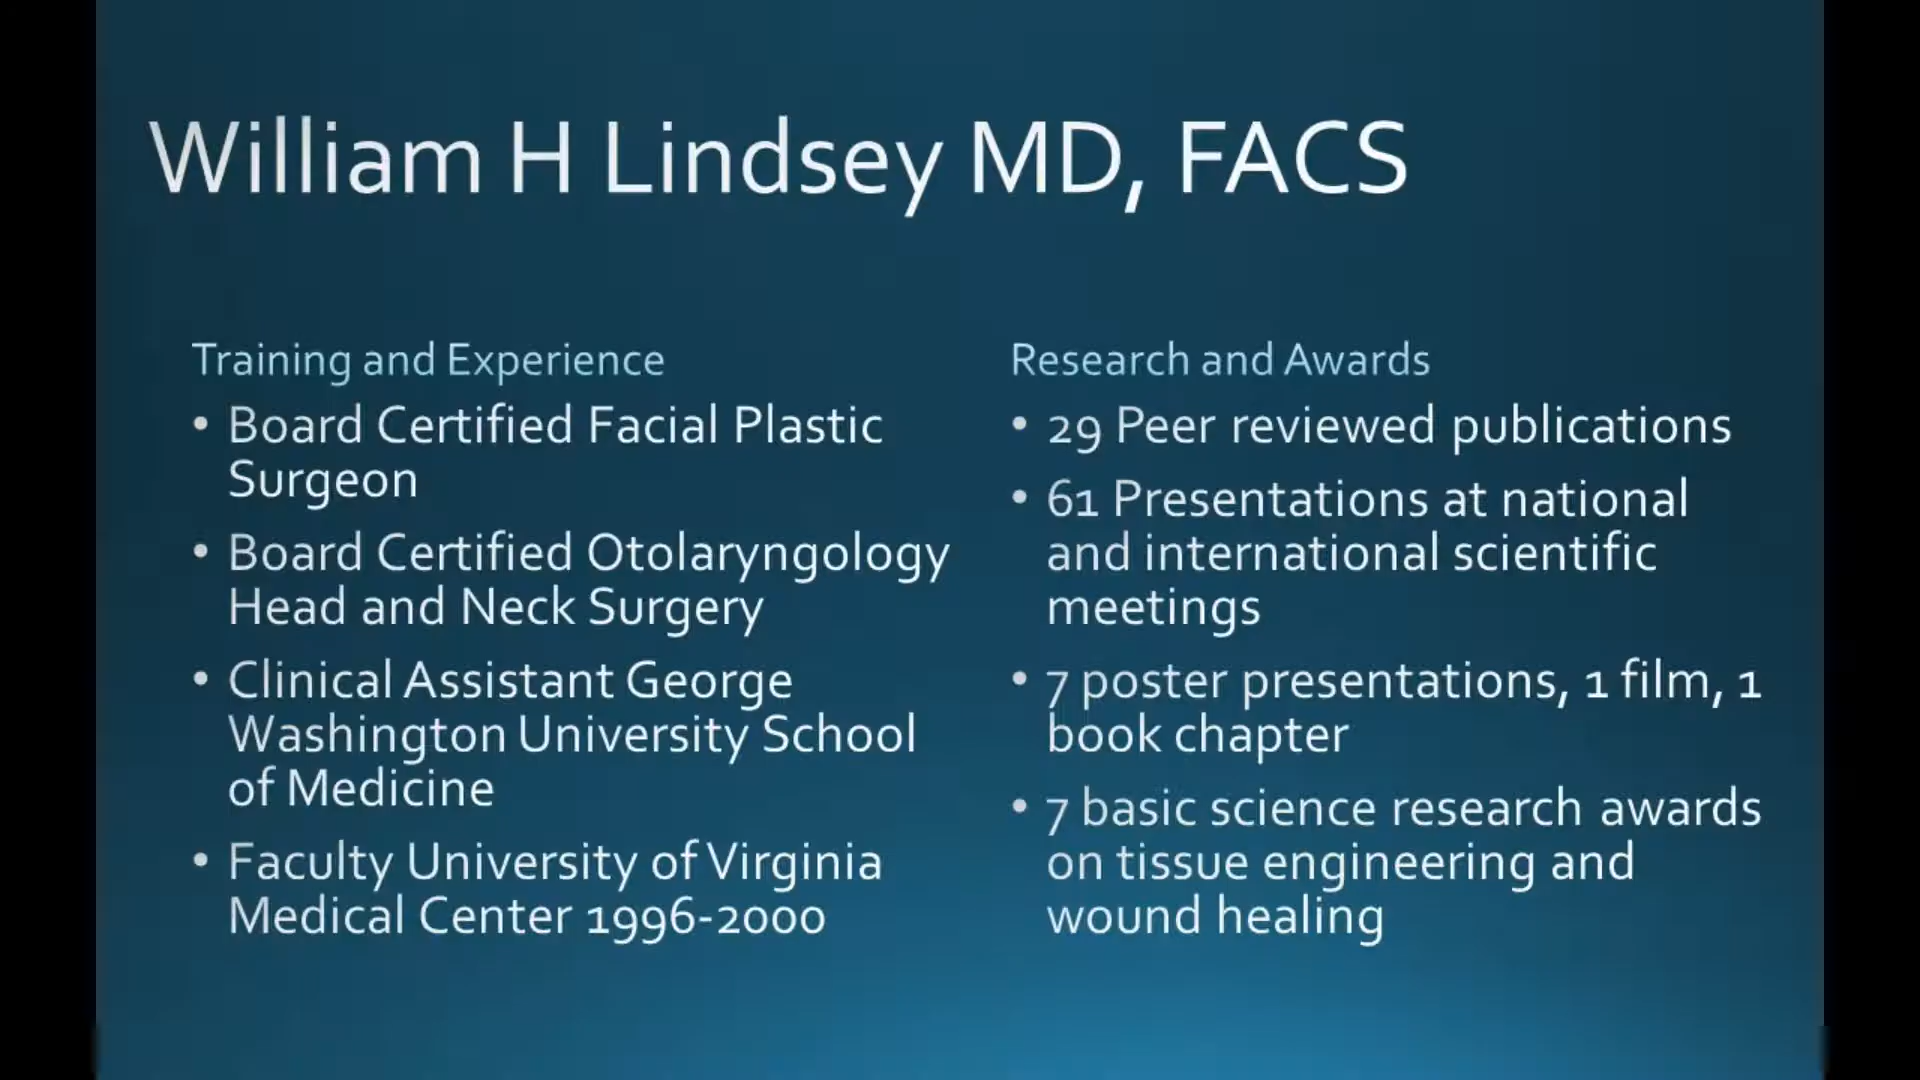 William H Lindsey MD, FACS
Training and Experience
• Board Certified Facial Plastic
Surgeon
• Board Certified Otolaryngology
Head and Neck Surgery
• Clinical Assistant George
Washington University School
of Medicine
• Faculty University of Virginia
Medical Center 1996-2000
Research and Awards
• 29 Peer reviewed publications
• 61 Presentations at national
and international scientific
meetings
• 7 poster presentations, 1 film, 1
book chapter
• 7 basic science research awards
on tissue engineering and
wound healing